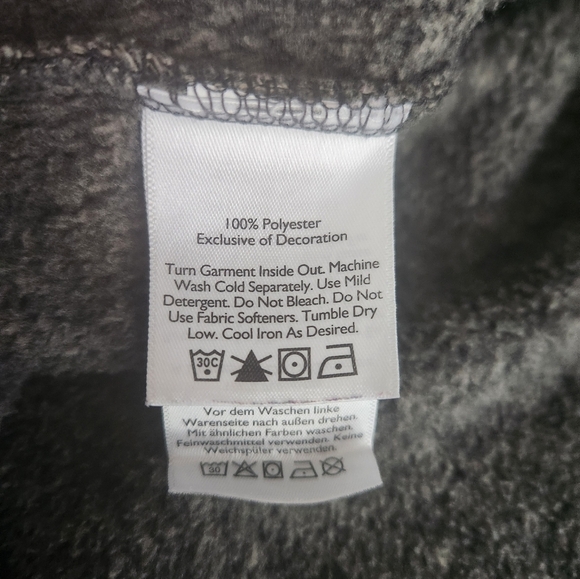 100% Polyester
Exclusive of Decoration
Turn Garment Inside Out. Machine
Wash Cold Separately. Use Mild
Detergent. Do Not Bleach. Do Not
Use Fabric Softeners. Tumble Dry
Low. Cool Iron As Desired.
30C
Vor dem Waschen linke
Warenseite nach außen drehen.
Mit ähnlichen Farben waschen.
Feinwaschmittel verwenden. Keine
Weichspüler verwenden.
30